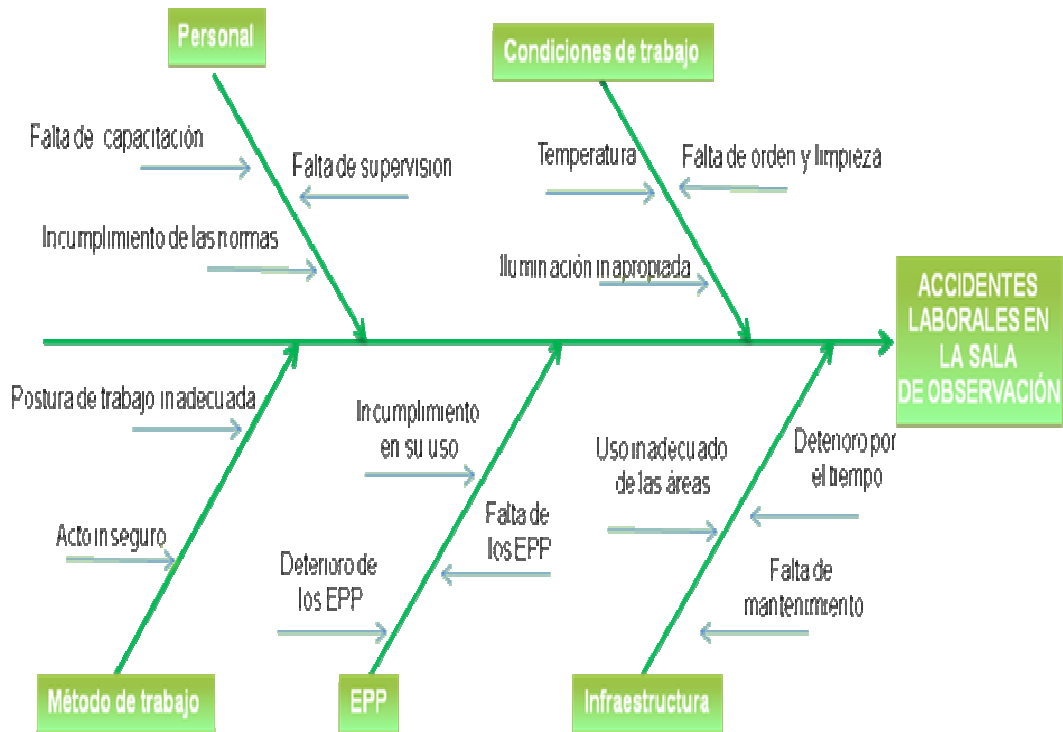 Personal
Condiciones de trabajo
Falta de capacitación
Falta de supervision
Incumplimiento de las normas
Temperatura
Falta de orden y limpieza
Iluminación inapropiada
ACCIDENTES
LABORALES EN
LA SALA
DE OBSERVACIÓN
Postura de trabajo inadecuada
Acto inseguro
Incumplimiento
en su uso
Falta de
los EPP
Deterioro de
los EPP
Uso inadecuado
de las áreas
Deterioro por
el tiempo
Falta de
mantenimiento
Método de trabajo
EPP
Infraestructura